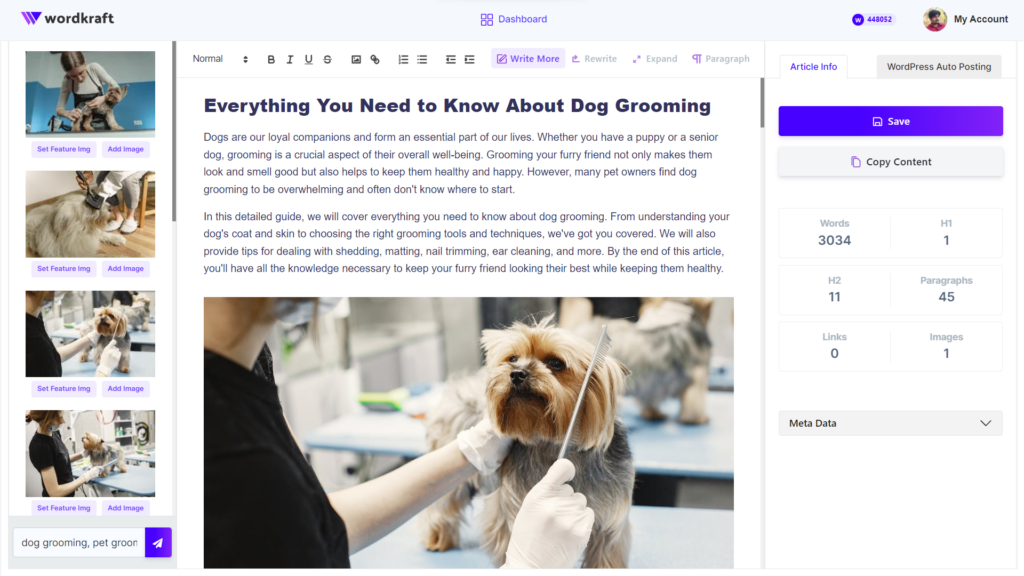 wordkraft
Dashboard
w 448052
My Account
Set Feature Img Add Image
Set Feature Img Add Image
Set Feature Img Add Image
Set Feature Img Add Image
dog grooming, pet groon
Normal B I U S Write More Rewrite Expand Paragraph
Everything You Need to Know About Dog Grooming
Dogs are our loyal companions and form an essential part of our lives. Whether you have a puppy or a senior
dog, grooming is a crucial aspect of their overall well-being. Grooming your furry friend not only makes them
look and smell good but also helps to keep them healthy and happy. However, many pet owners find dog
grooming to be overwhelming and often don't know where to start.
In this detailed guide, we will cover everything you need to know about dog grooming. From understanding your
dog's coat and skin to choosing the right grooming tools and techniques, we've got you covered. We will also
provide tips for dealing with shedding, matting, nail trimming, ear cleaning, and more. By the end of this article,
you'll have all the knowledge necessary to keep your furry friend looking their best while keeping them healthy.
Article Info WordPress Auto Posting
Save
Copy Content
Words H1
3034 1
H2 Paragraphs
11 45
Links Images
0 1
Meta Data